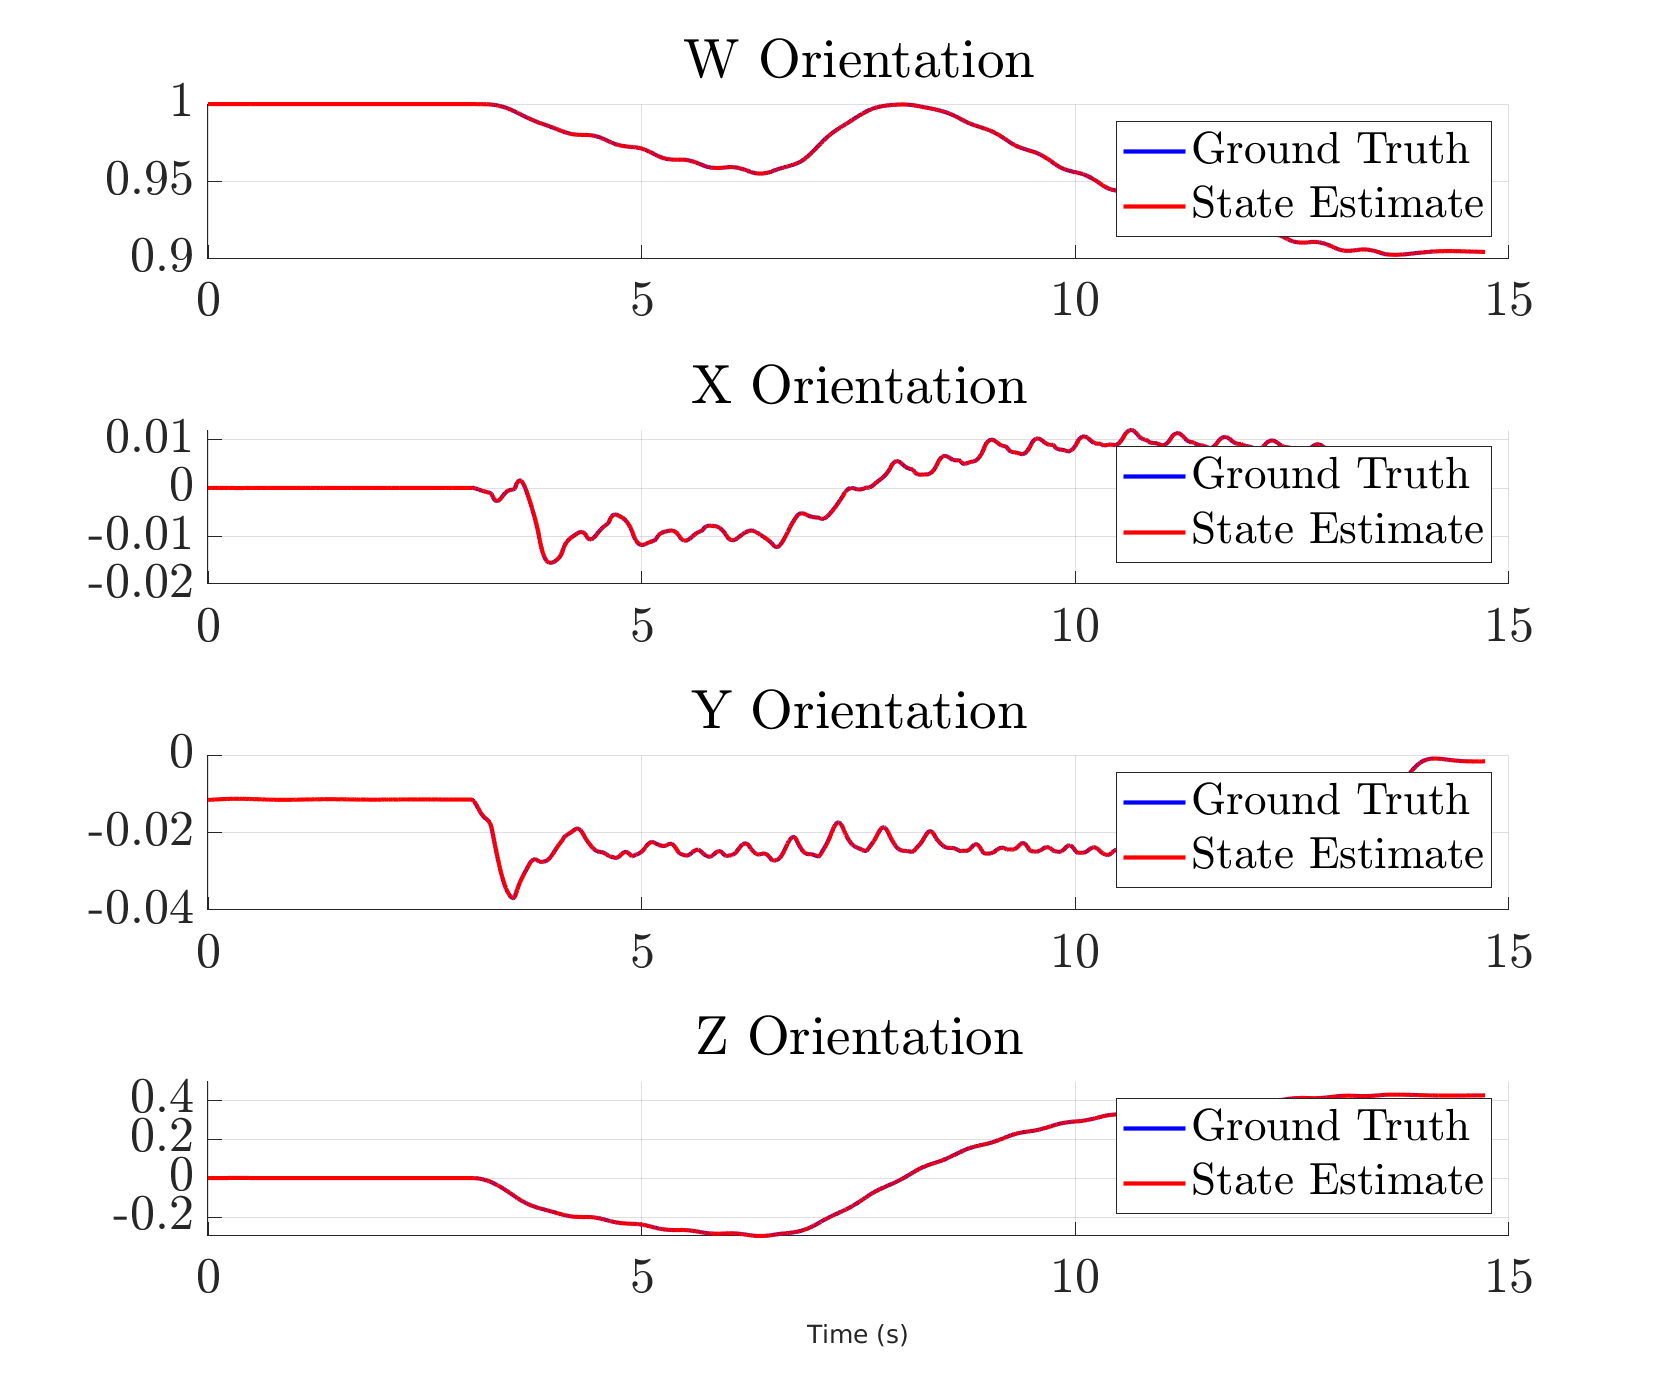 W Orientation
1
0.95
0.9
0 5 10 15
Ground Truth
State Estimate
X Orientation
0.01
0
-0.01
-0.02
0 5 10 15
Ground Truth
State Estimate
Y Orientation
0
-0.02
-0.04
0 5 10 15
Ground Truth
State Estimate
Z Orientation
0.4
0.2
0
-0.2
0 5 10 15
Ground Truth
State Estimate
Time (s)